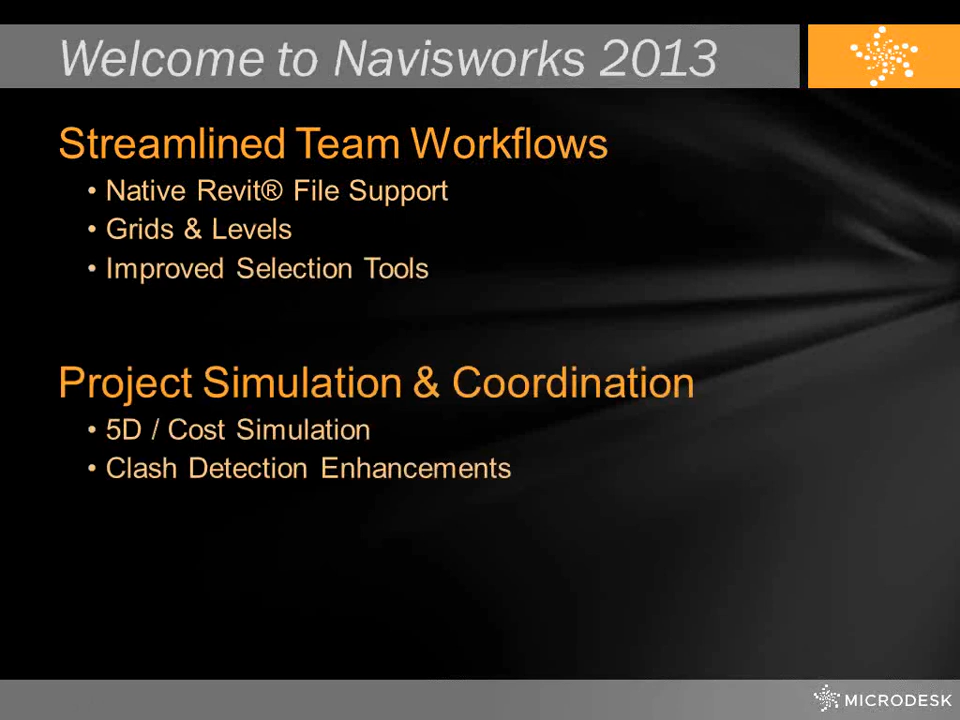 Welcome to Navisworks 2013
Streamlined Team Workflows
• Native Revit® File Support
• Grids & Levels
• Improved Selection Tools
Project Simulation & Coordination
• 5D / Cost Simulation
• Clash Detection Enhancements
MICRODESK